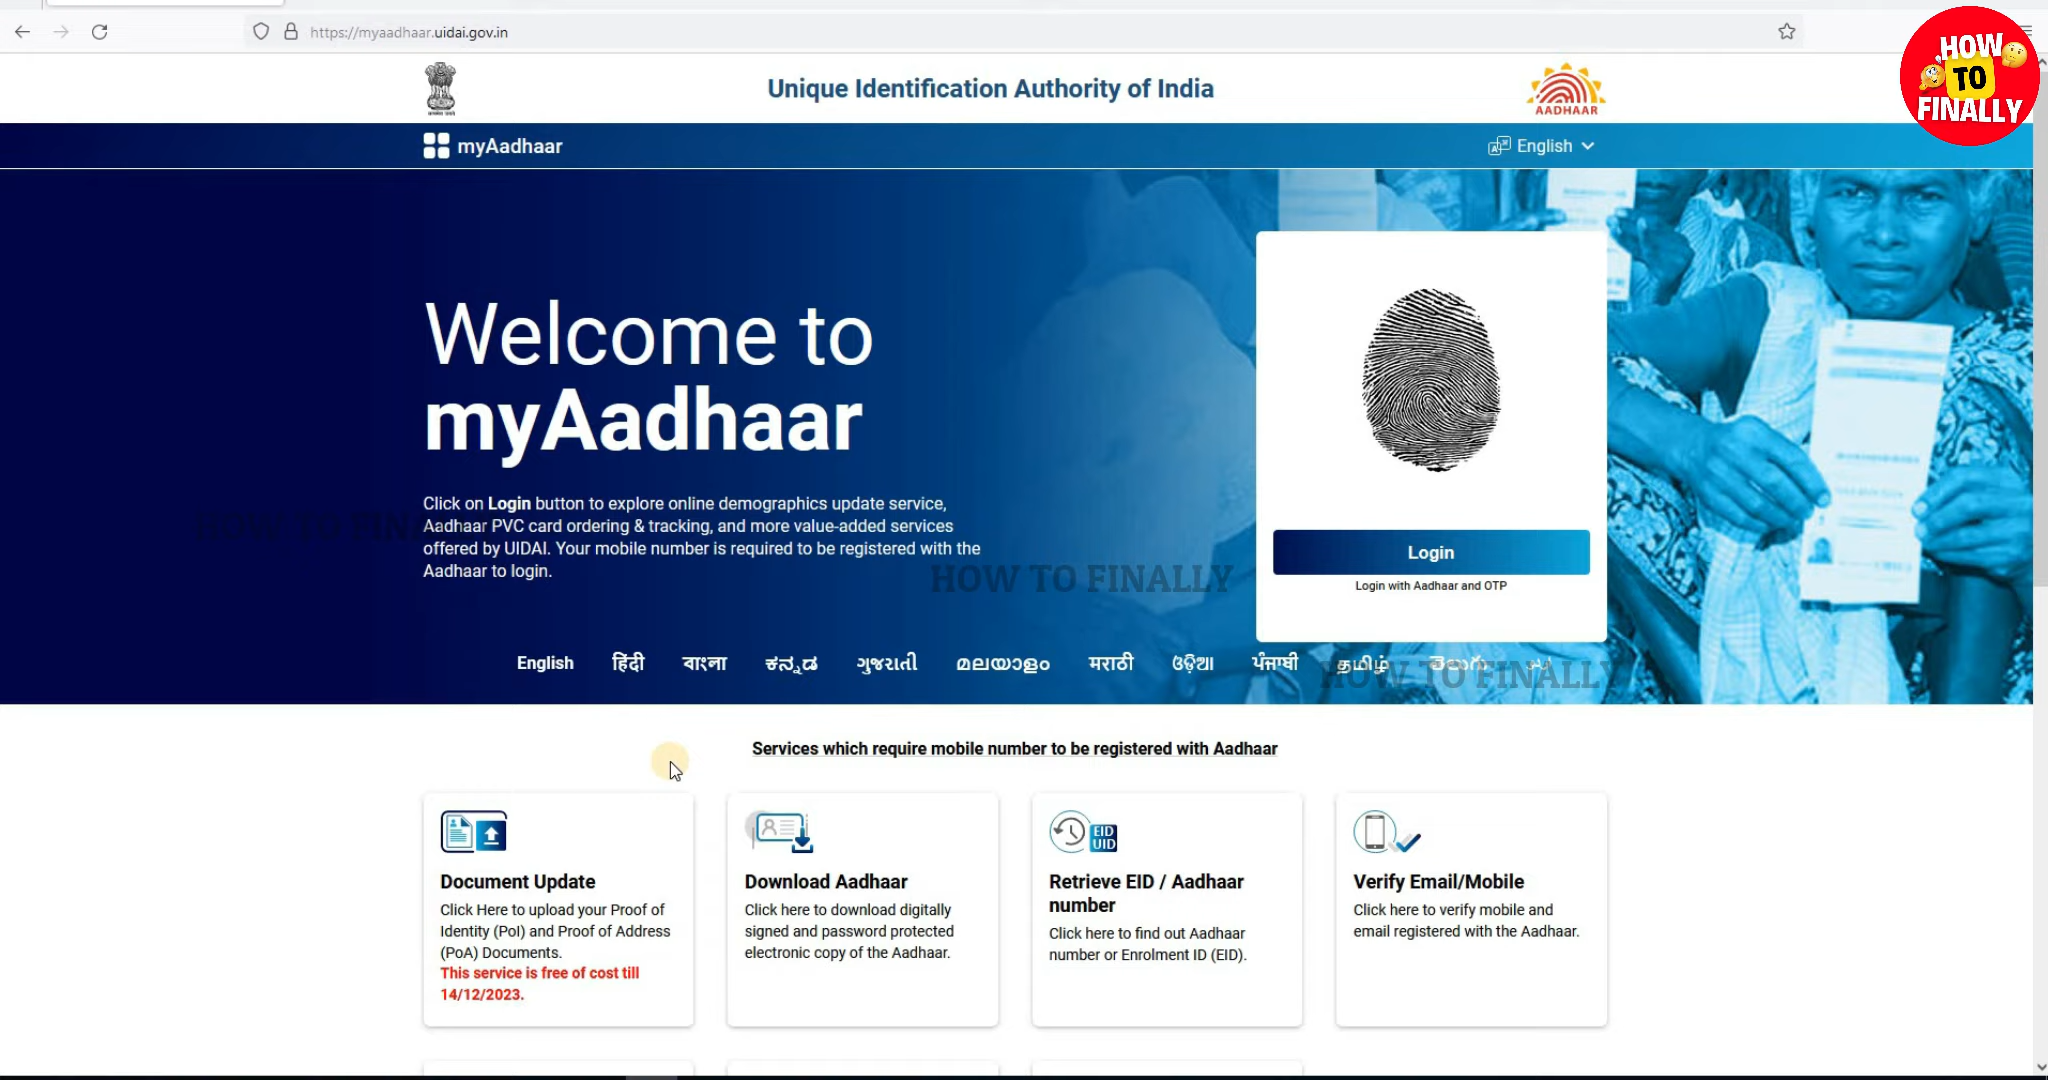 https://myaadhaar.uidai.gov.in
HOW
TO
FINALLY
Unique Identification Authority of India
AADHAAR
myAadhaar
English
Welcome to
myAadhaar
Click on Login button to explore online demographics update service,
Aadhaar PVC card ordering & tracking, and more value-added services
offered by UIDAI. Your mobile number is required to be registered with the
Aadhaar to login.
Login
Login with Aadhaar and OTP
HOW TO FINALLY
HOW TO FINALLY
English हिंदी বাংলা ಕನ್ನಡ ગુજરાતી മലയാളം मराठी ଓଡ଼ିଆ ਪੰਜਾਬੀ தமிழ் తెలుగు
HOW TO FINALLY
Services which require mobile number to be registered with Aadhaar
Document Update
Click Here to upload your Proof of
Identity (PoI) and Proof of Address
(PoA) Documents.
This service is free of cost till
14/12/2023.
Download Aadhaar
Click here to download digitally
signed and password protected
electronic copy of the Aadhaar.
EID
UID
Retrieve EID / Aadhaar
number
Click here to find out Aadhaar
number or Enrolment ID (EID).
Verify Email/Mobile
Click here to verify mobile and
email registered with the Aadhaar.